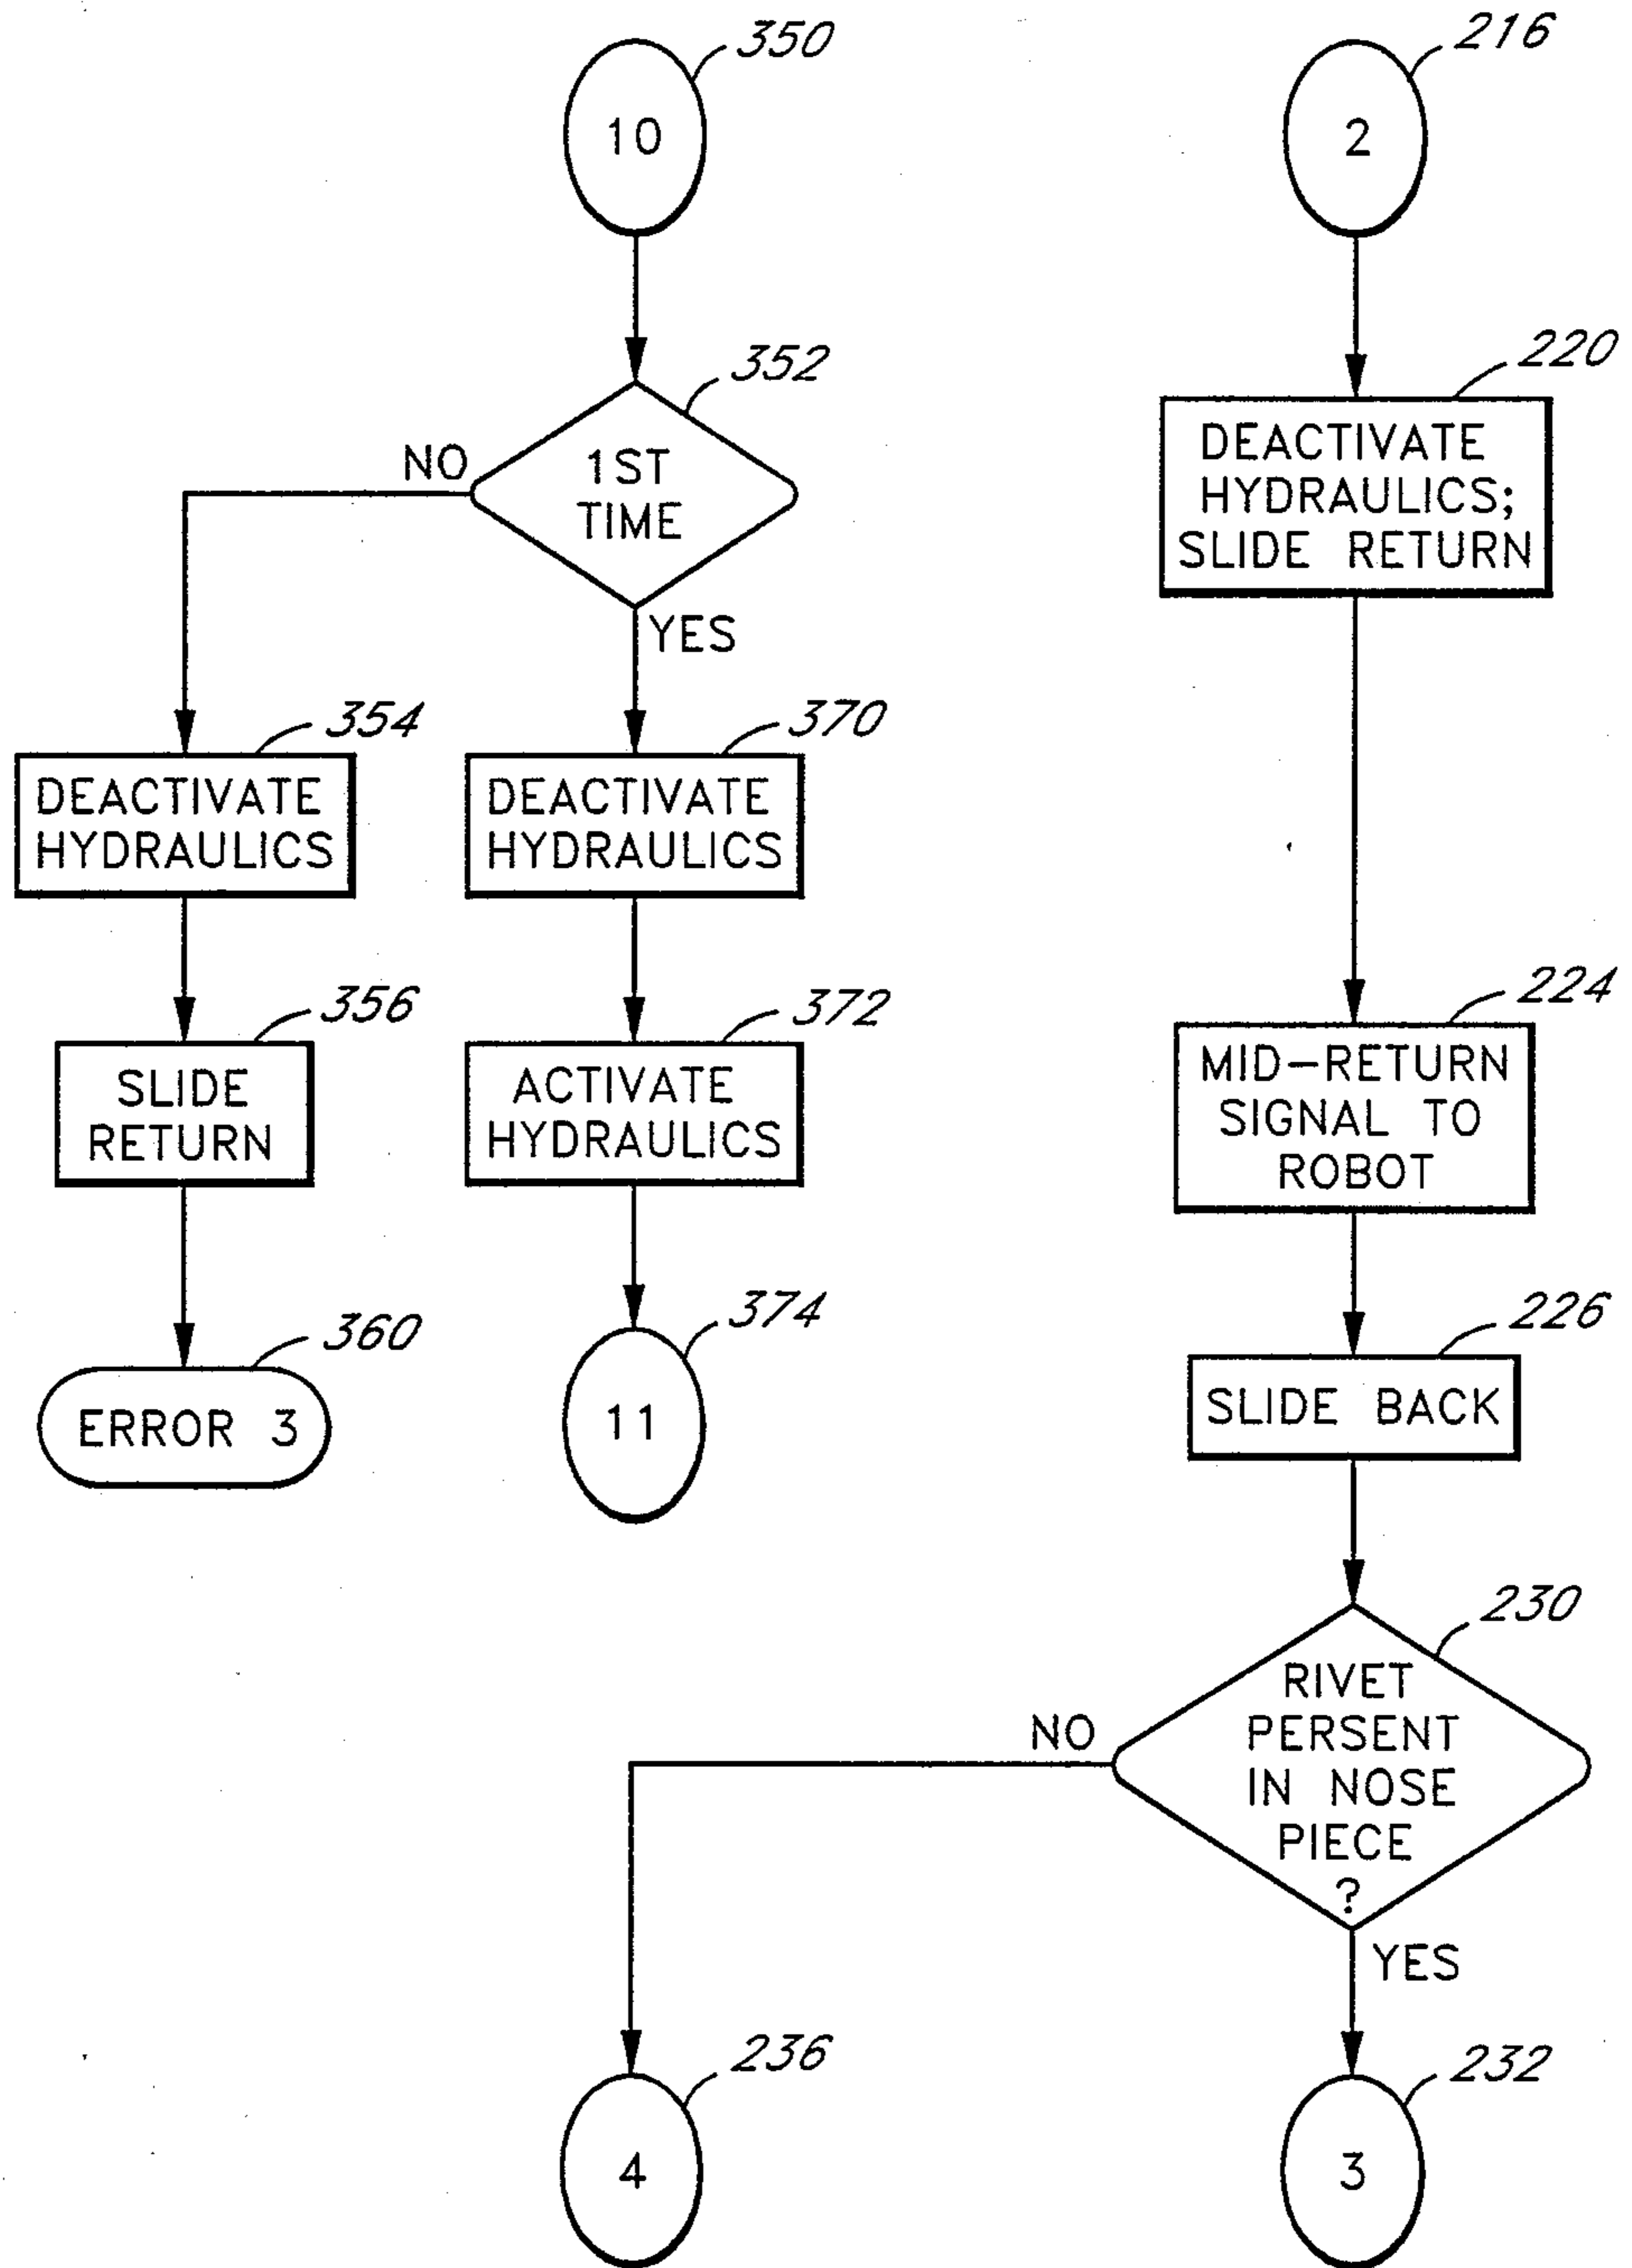 350
10
352
1ST
TIME
NO
YES
354
DEACTIVATE
HYDRAULICS
356
SLIDE
RETURN
360
ERROR 3
370
DEACTIVATE
HYDRAULICS
372
ACTIVATE
HYDRAULICS
374
11
216
2
220
DEACTIVATE
HYDRAULICS;
SLIDE RETURN
224
MID-RETURN
SIGNAL TO
ROBOT
226
SLIDE BACK
230
RIVET
PERSENT
IN NOSE
PIECE
?
NO
YES
236
4
232
3